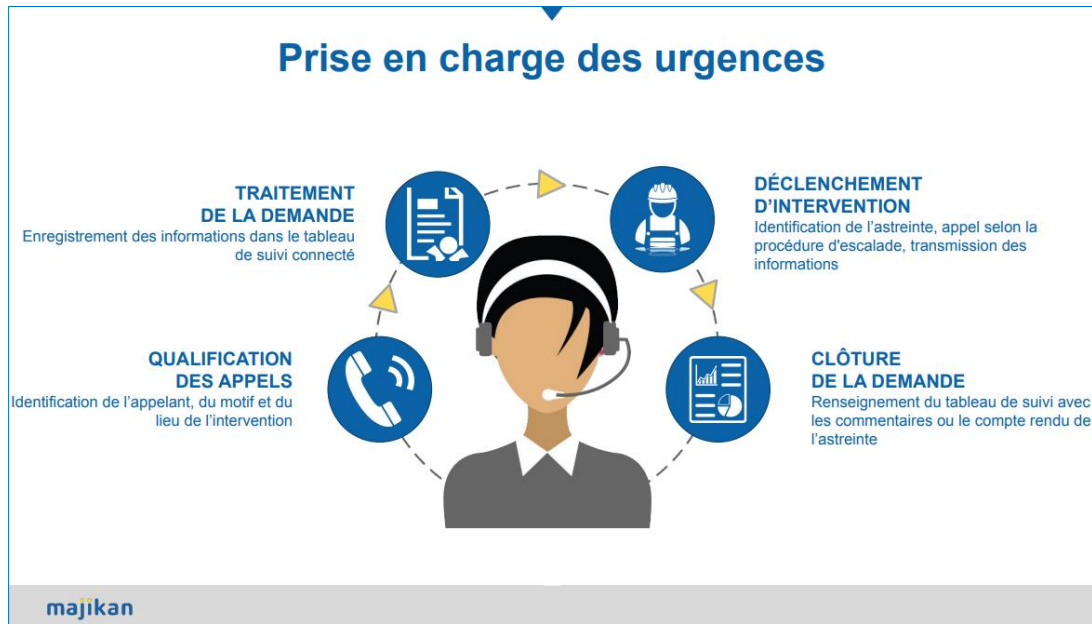 Prise en charge des urgences
TRAITEMENT
DE LA DEMANDE
Enregistrement des informations dans le tableau
de suivi connecté
DÉCLENCHEMENT
D’INTERVENTION
Identification de l’astreinte, appel selon la
procédure d'escalade, transmission des
informations
QUALIFICATION
DES APPELS
Identification de l’appelant, du motif et du
lieu de l’intervention
CLÔTURE
DE LA DEMANDE
Renseignement du tableau de suivi avec
les commentaires ou le compte rendu de
l’astreinte
majikan